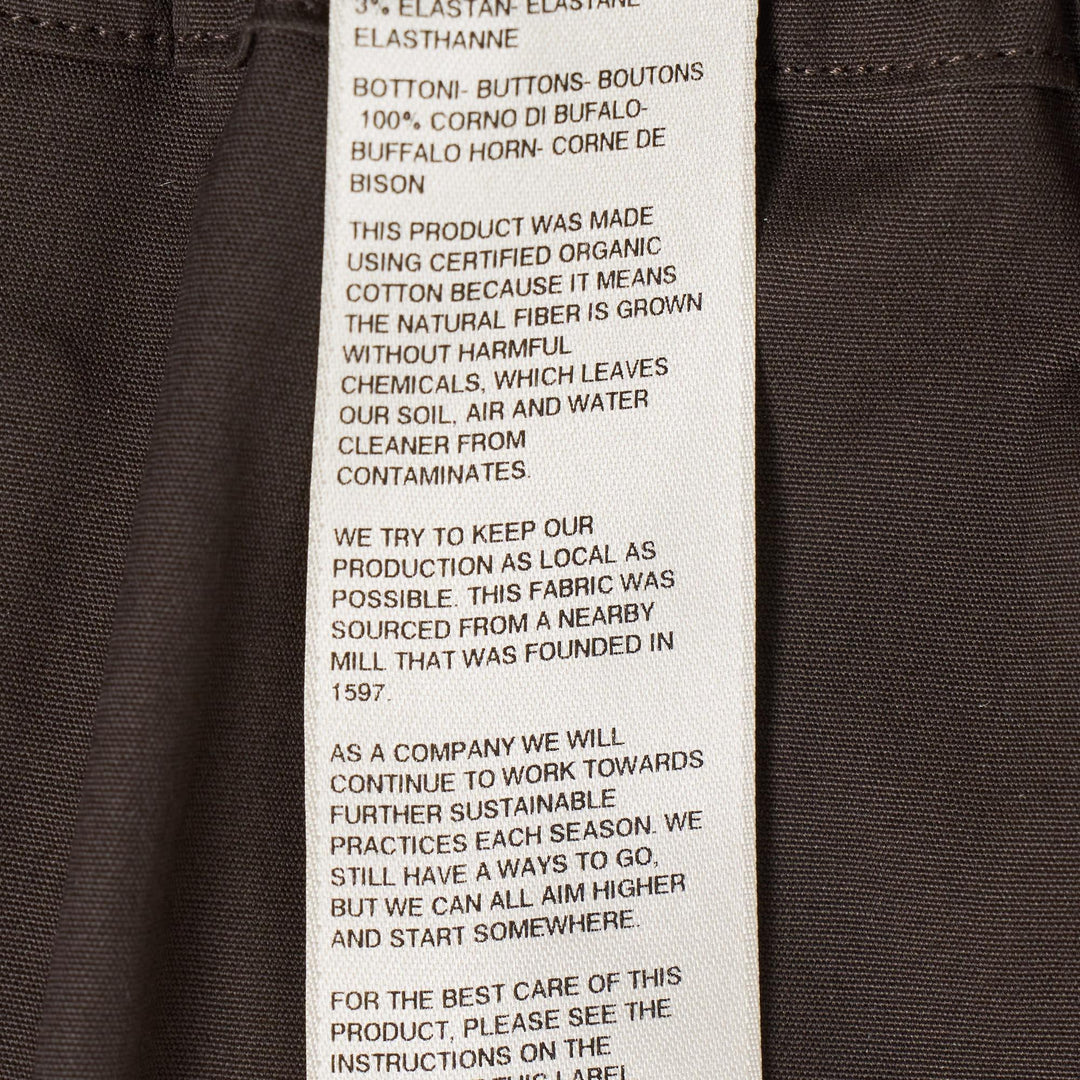 3% ELASTAN- ELASTANE
ELASTHANNE
BOTTONI- BUTTONS- BOUTONS
100% CORNO DI BUFALO-
BUFFALO HORN- CORNE DE
BISON
THIS PRODUCT WAS MADE
USING CERTIFIED ORGANIC
COTTON BECAUSE IT MEANS
THE NATURAL FIBER IS GROWN
WITHOUT HARMFUL
CHEMICALS, WHICH LEAVES
OUR SOIL, AIR AND WATER
CLEANER FROM
CONTAMINATES.
WE TRY TO KEEP OUR
PRODUCTION AS LOCAL AS
POSSIBLE. THIS FABRIC WAS
SOURCED FROM A NEARBY
MILL THAT WAS FOUNDED IN
1597.
AS A COMPANY WE WILL
CONTINUE TO WORK TOWARDS
FURTHER SUSTAINABLE
PRACTICES EACH SEASON. WE
STILL HAVE A WAYS TO GO,
BUT WE CAN ALL AIM HIGHER
AND START SOMEWHERE.
FOR THE BEST CARE OF THIS
PRODUCT, PLEASE SEE THE
INSTRUCTIONS ON THE
THIS LABEL